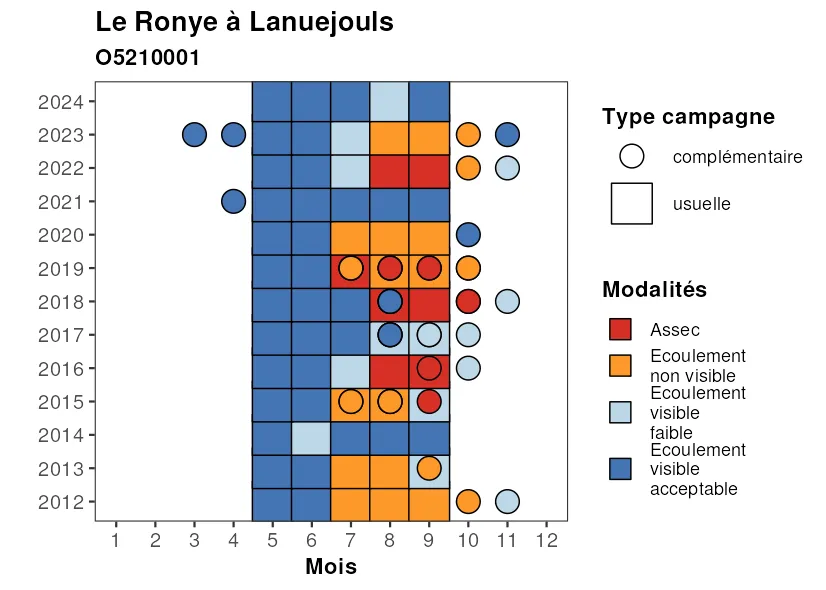 Le Ronye à Lanuejouls
O5210001
2024
2023
2022
2021
2020
2019
2018
2017
2016
2015
2014
2013
2012
1 2 3 4 5 6 7 8 9 10 11 12
Mois
Type campagne
complémentaire
usuelle
Modalités
Assec
Ecoulement
non visible
Ecoulement
visible
faible
Ecoulement
visible
acceptable